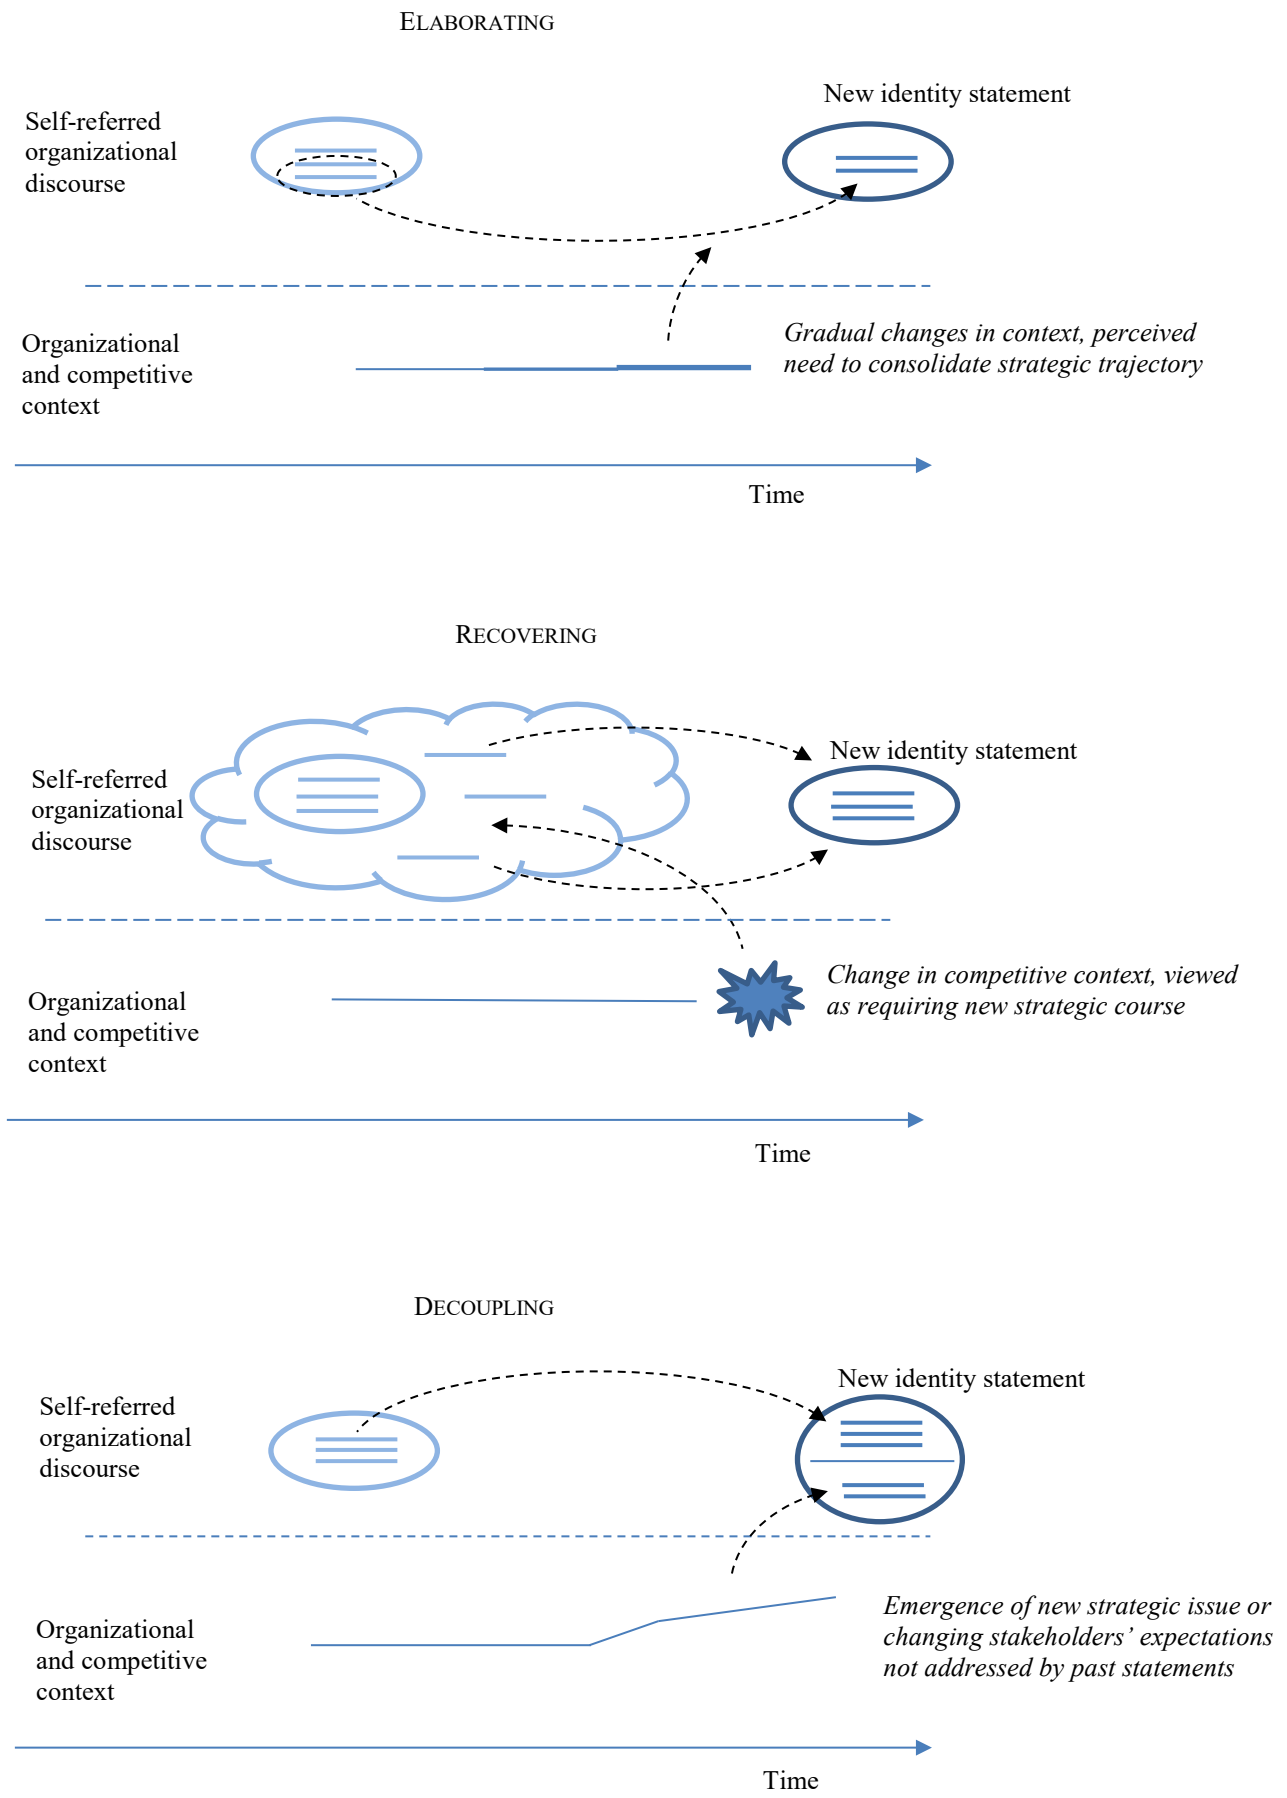 ELABORATING
New identity statement
Self-referred
organizational
discourse
Gradual changes in context, perceived
need to consolidate strategic trajectory
Organizational
and competitive
context
Time
RECOVERING
New identity statement
Self-referred
organizational
discourse
Change in competitive context, viewed
as requiring new strategic course
Organizational
and competitive
context
Time
DECOUPLING
New identity statement
Self-referred
organizational
discourse
Emergence of new strategic issue or
changing stakeholders’ expectations
not addressed by past statements
Organizational
and competitive
context
Time